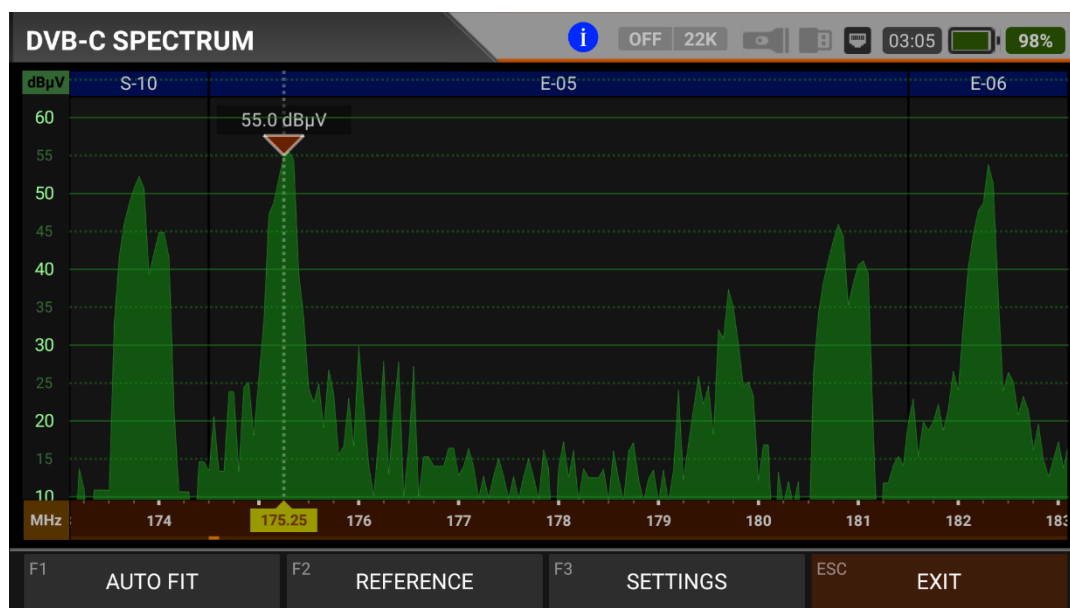 DVB-C SPECTRUM
i OFF 22K 03:05 98%
dBµV S-10 E-05 E-06
55.0 dBµV
60
55
50
45
40
35
30
25
20
15
10
MHz 174 175.25 176 177 178 179 180 181 182 183
F1 AUTO FIT F2 REFERENCE F3 SETTINGS ESC EXIT